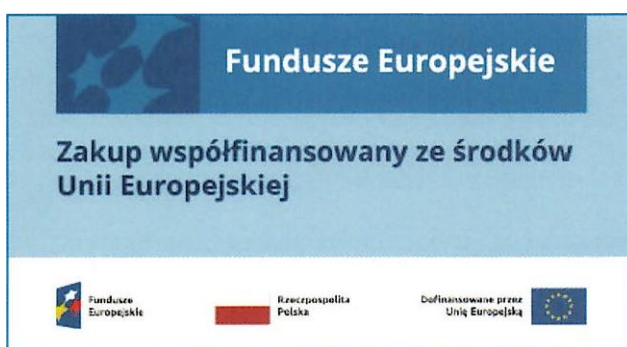 Fundusze Europejskie
Zakup współfinansowany ze środków
Unii Europejskiej
Fundusze
Europejskie
Rzeczpospolita
Polska
Dofinansowane przez
Unię Europejską